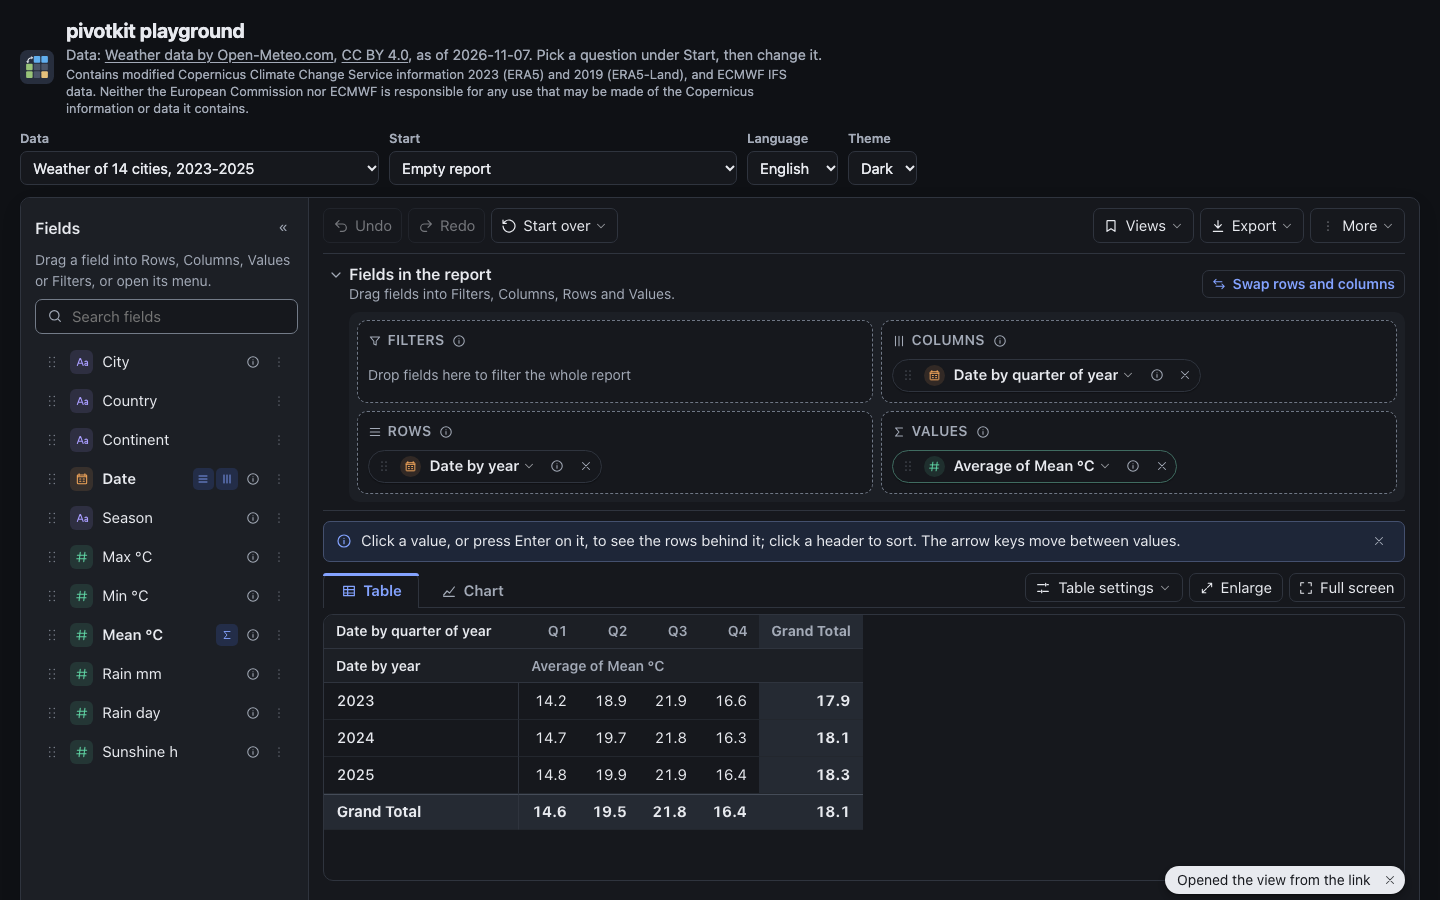 pivotkit playground
Data: Weather data by Open-Meteo.com, CC BY 4.0, as of 2026-11-07. Pick a question under Start, then change it.
Contains modified Copernicus Climate Change Service information 2023 (ERA5) and 2019 (ERA5-Land), and ECMWF IFS
data. Neither the European Commission nor ECMWF is responsible for any use that may be made of the Copernicus
information or data it contains.
Data Start Language Theme
Weather of 14 cities, 2023-2025 Empty report English Dark
Fields «
Drag a field into Rows, Columns, Values
or Filters, or open its menu.
Search fields
Aa City
Aa Country
Aa Continent
Date
Aa Season
# Max °C
# Min °C
# Mean °C Σ
# Rain mm
# Rain day
# Sunshine h
Undo Redo Start over Views Export More
Fields in the report
Drag fields into Filters, Columns, Rows and Values.
Swap rows and columns
FILTERS
Drop fields here to filter the whole report
COLUMNS
Date by quarter of year
ROWS
Date by year
Σ VALUES
# Average of Mean °C
Click a value, or press Enter on it, to see the rows behind it; click a header to sort. The arrow keys move between values.
Table Chart Table settings Enlarge Full screen
Date by quarter of year Q1 Q2 Q3 Q4 Grand Total
Date by year Average of Mean °C
2023 14.2 18.9 21.9 16.6 17.9
2024 14.7 19.7 21.8 16.3 18.1
2025 14.8 19.9 21.9 16.4 18.3
Grand Total 14.6 19.5 21.8 16.4 18.1
Opened the view from the link